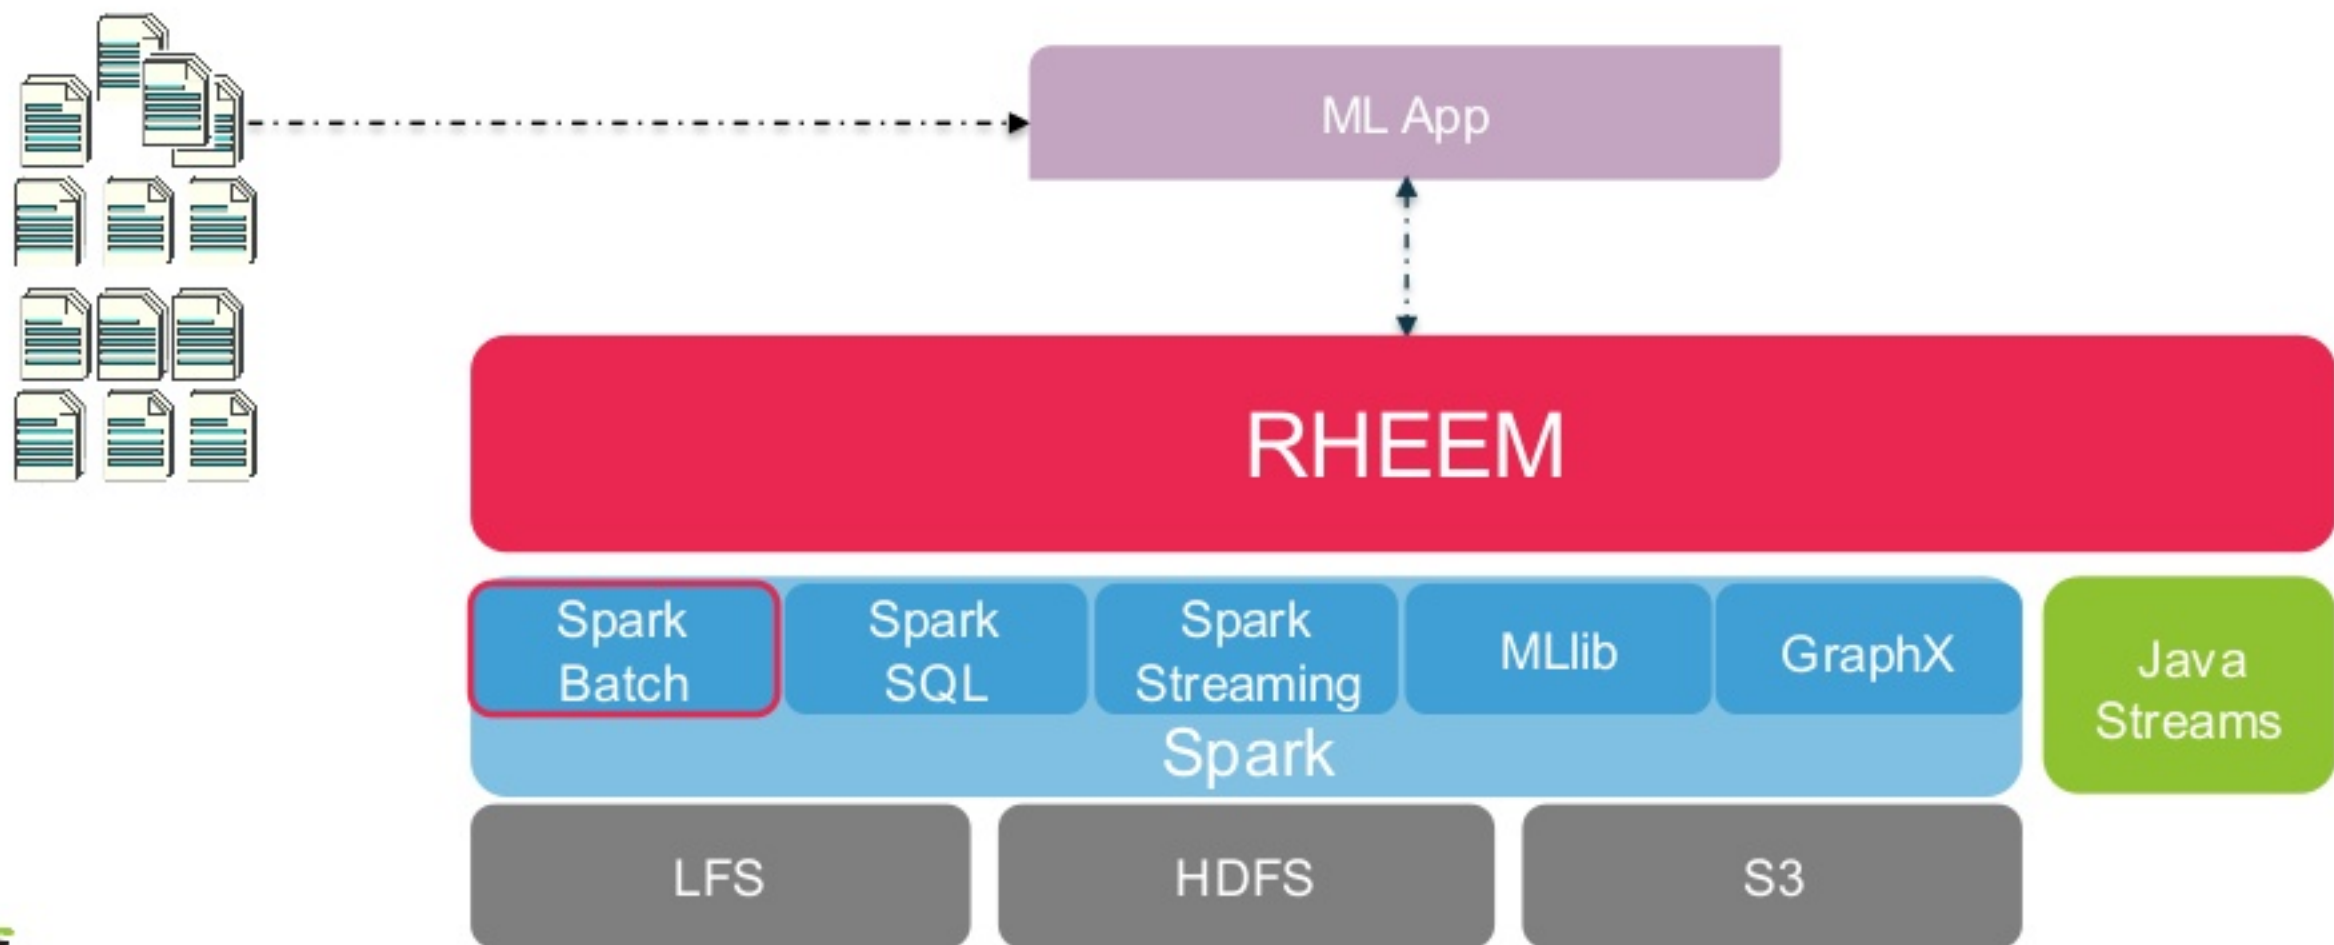 ML App
RHEEM
Spark
Batch
Spark
SQL
Spark
Streaming
MLlib
GraphX
Java
Streams
Spark
LFS
HDFS
S3